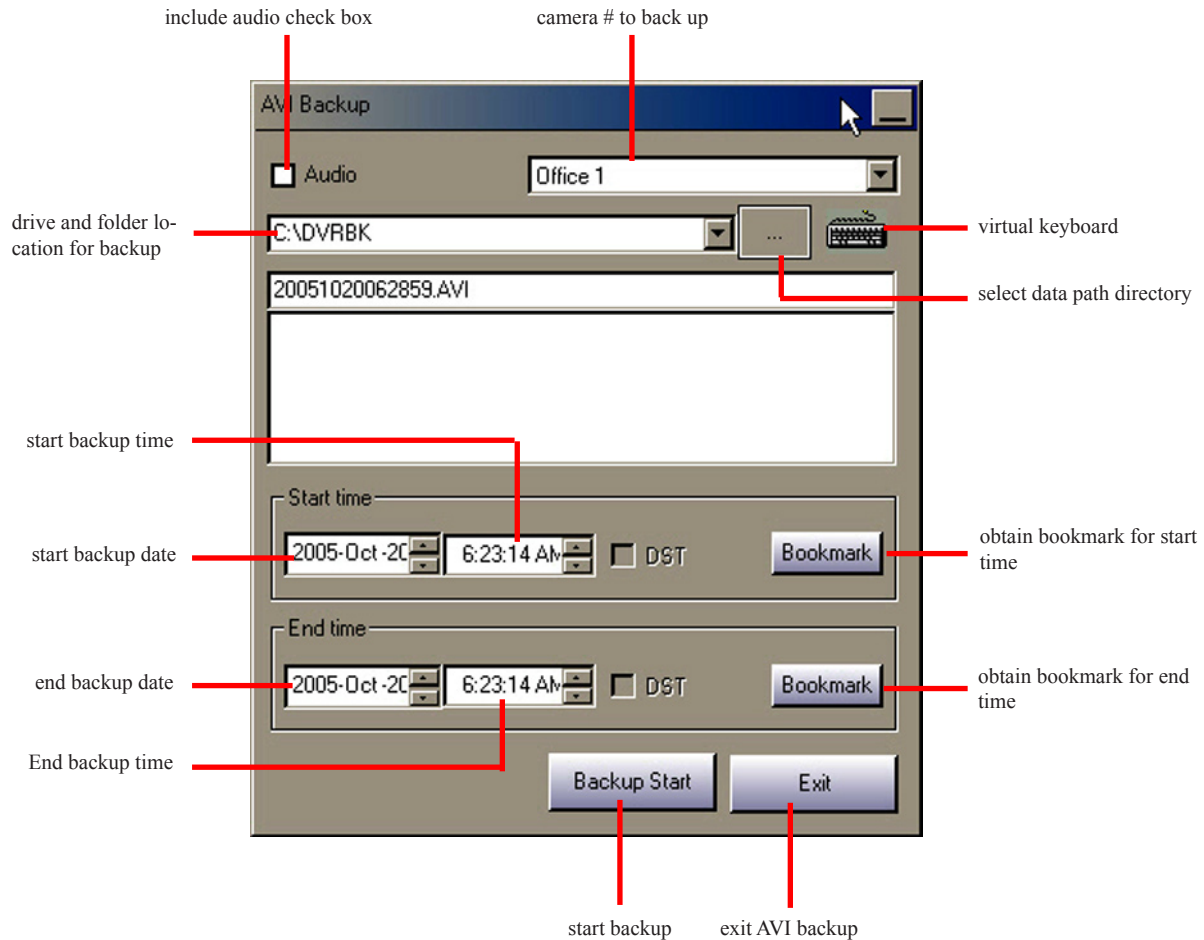 include audio check box
camera # to back up
AVI Backup
Audio
Office 1
drive and folder lo-
cation for backup
C:\DVRBK
...
virtual keyboard
20051020062859.AVI
select data path directory
start backup time
Start time
start backup date
2005-Oct-20
6:23:14 AM
DST
Bookmark
obtain bookmark for start
time
End time
end backup date
2005-Oct-20
6:23:14 AM
DST
Bookmark
obtain bookmark for end
time
End backup time
Backup Start
Exit
start backup
exit AVI backup